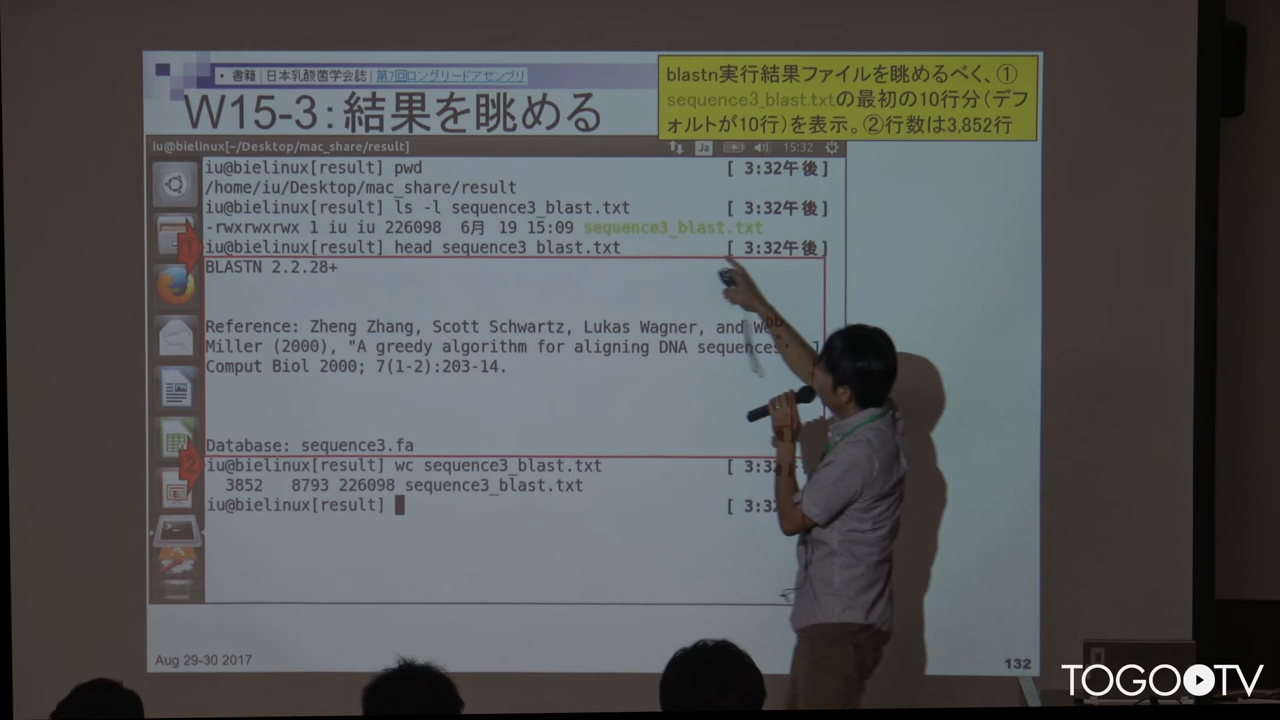 • 書籍 | 日本乳酸菌学会誌 | 第7回ロングリードアセンブリ
W15-3：結果を眺める
blastn実行結果ファイルを眺めるべく、①
sequence3_blast.txtの最初の10行分（デフ
ォルトが10行）を表示。②行数は3,852行
iu@bielinux[~/Desktop/mac_share/result]
Ja 15:32
iu@bielinux[result] pwd [ 3:32午後]
/home/iu/Desktop/mac_share/result
iu@bielinux[result] ls -l sequence3_blast.txt [ 3:32午後]
-rwxrwxrwx 1 iu iu 226098 6月 19 15:09 sequence3_blast.txt
① iu@bielinux[result] head sequence3_blast.txt [ 3:32午後]
BLASTN 2.2.28+
Reference: Zheng Zhang, Scott Schwartz, Lukas Wagner, and
Miller (2000), "A greedy algorithm for aligning DNA sequences
Comput Biol 2000; 7(1-2):203-14.
Database: sequence3.fa
② iu@bielinux[result] wc sequence3_blast.txt [ 3:32
3852 8793 226098 sequence3_blast.txt
iu@bielinux[result] [ 3:32
Aug 29-30 2017
132
TOGOTV